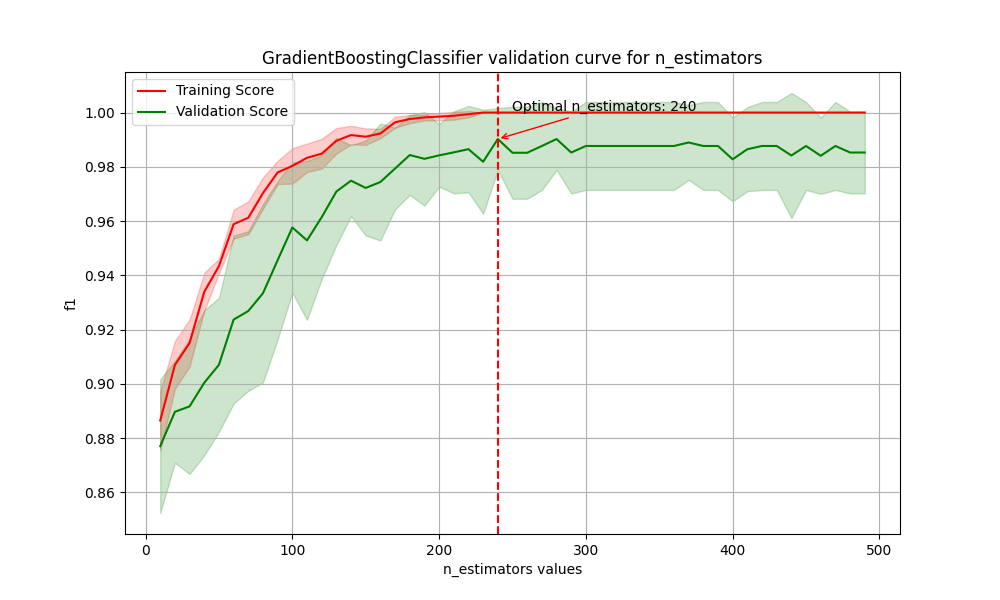 GradientBoostingClassifier validation curve for n_estimators
Training Score
Validation Score
Optimal n_estimators: 240
1.00
0.98
0.96
0.94
0.92
0.90
0.88
0.86
f1
0 100 200 300 400 500
n_estimators values